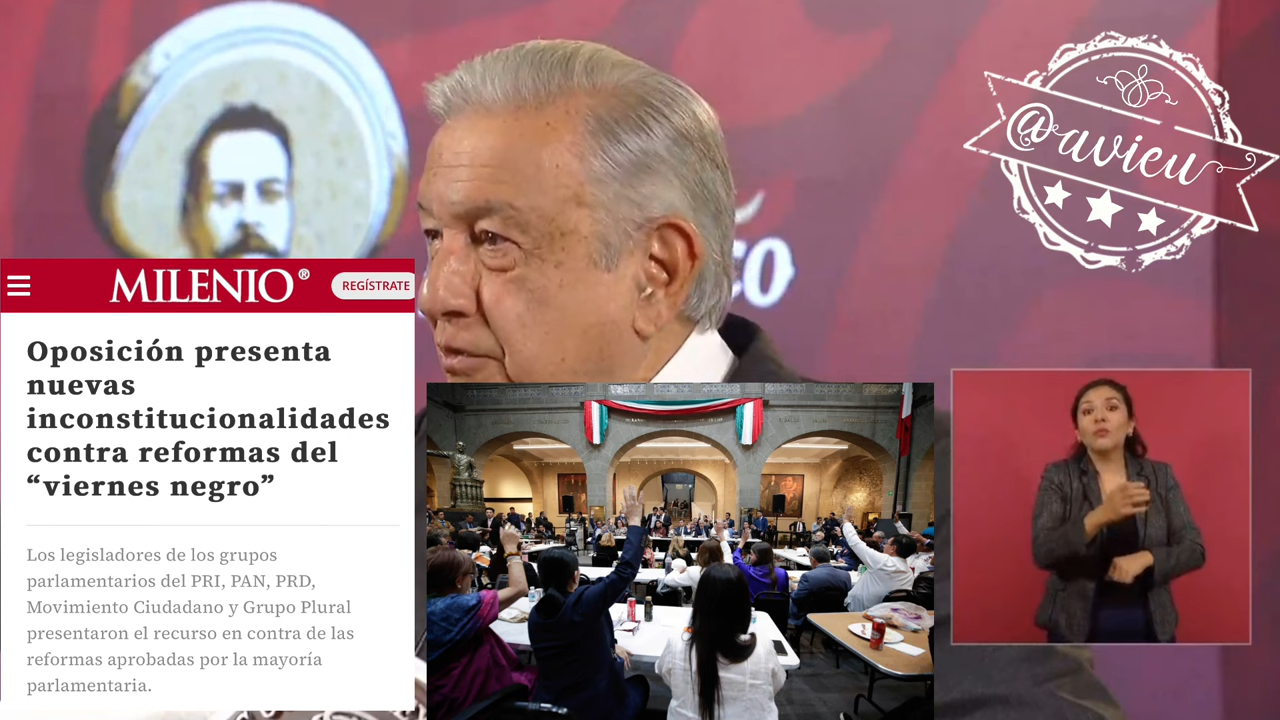 @avieu
co
MILENIO®
REGÍSTRATE
Oposición presenta
nuevas
inconstitucionalidades
contra reformas del
“viernes negro”
Los legisladores de los grupos
parlamentarios del PRI, PAN, PRD,
Movimiento Ciudadano y Grupo Plural
presentaron el recurso en contra de las
reformas aprobadas por la mayoría
parlamentaria.